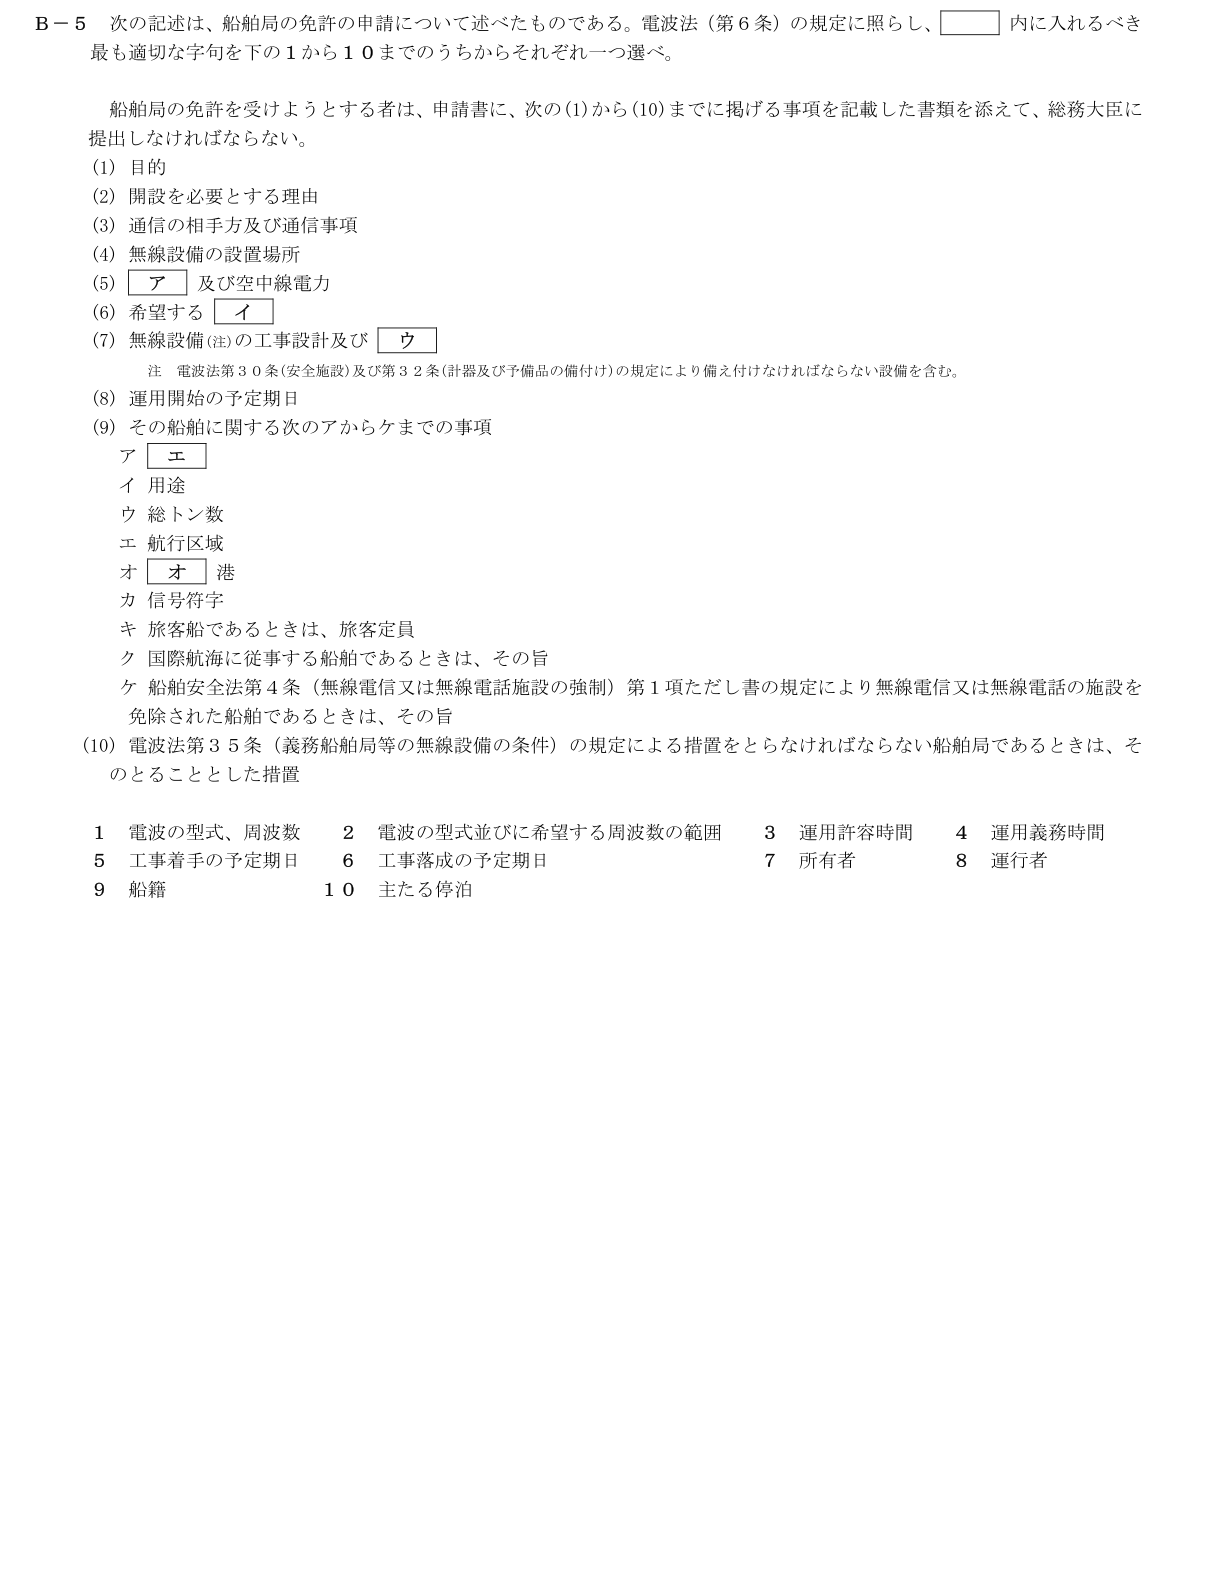 Ｂ－５　次の記述は、船舶局の免許の申請について述べたものである。電波法（第６条）の規定に照らし、　　　内に入れるべき
最も適切な字句を下の１から１０までのうちからそれぞれ一つ選べ。
船舶局の免許を受けようとする者は、申請書に、次の(1)から(10)までに掲げる事項を記載した書類を添えて、総務大臣に
提出しなければならない。
(1) 目的
(2) 開設を必要とする理由
(3) 通信の相手方及び通信事項
(4) 無線設備の設置場所
(5) ア 及び空中線電力
(6) 希望する イ
(7) 無線設備(注)の工事設計及び ウ
注　電波法第３０条(安全施設)及び第３２条(計器及び予備品の備付け)の規定により備え付けなければならない設備を含む。
(8) 運用開始の予定期日
(9) その船舶に関する次のアからケまでの事項
ア エ
イ 用途
ウ 総トン数
エ 航行区域
オ オ 港
カ 信号符字
キ 旅客船であるときは、旅客定員
ク 国際航海に従事する船舶であるときは、その旨
ケ 船舶安全法第４条（無線電信又は無線電話施設の強制）第１項ただし書の規定により無線電信又は無線電話の施設を
免除された船舶であるときは、その旨
(10) 電波法第３５条（義務船舶局等の無線設備の条件）の規定による措置をとらなければならない船舶局であるときは、そ
のとることとした措置
１　電波の型式、周波数　２　電波の型式並びに希望する周波数の範囲　３　運用許容時間　４　運用義務時間
５　工事着手の予定期日　６　工事落成の予定期日　７　所有者　８　運行者
９　船籍　１０　主たる停泊